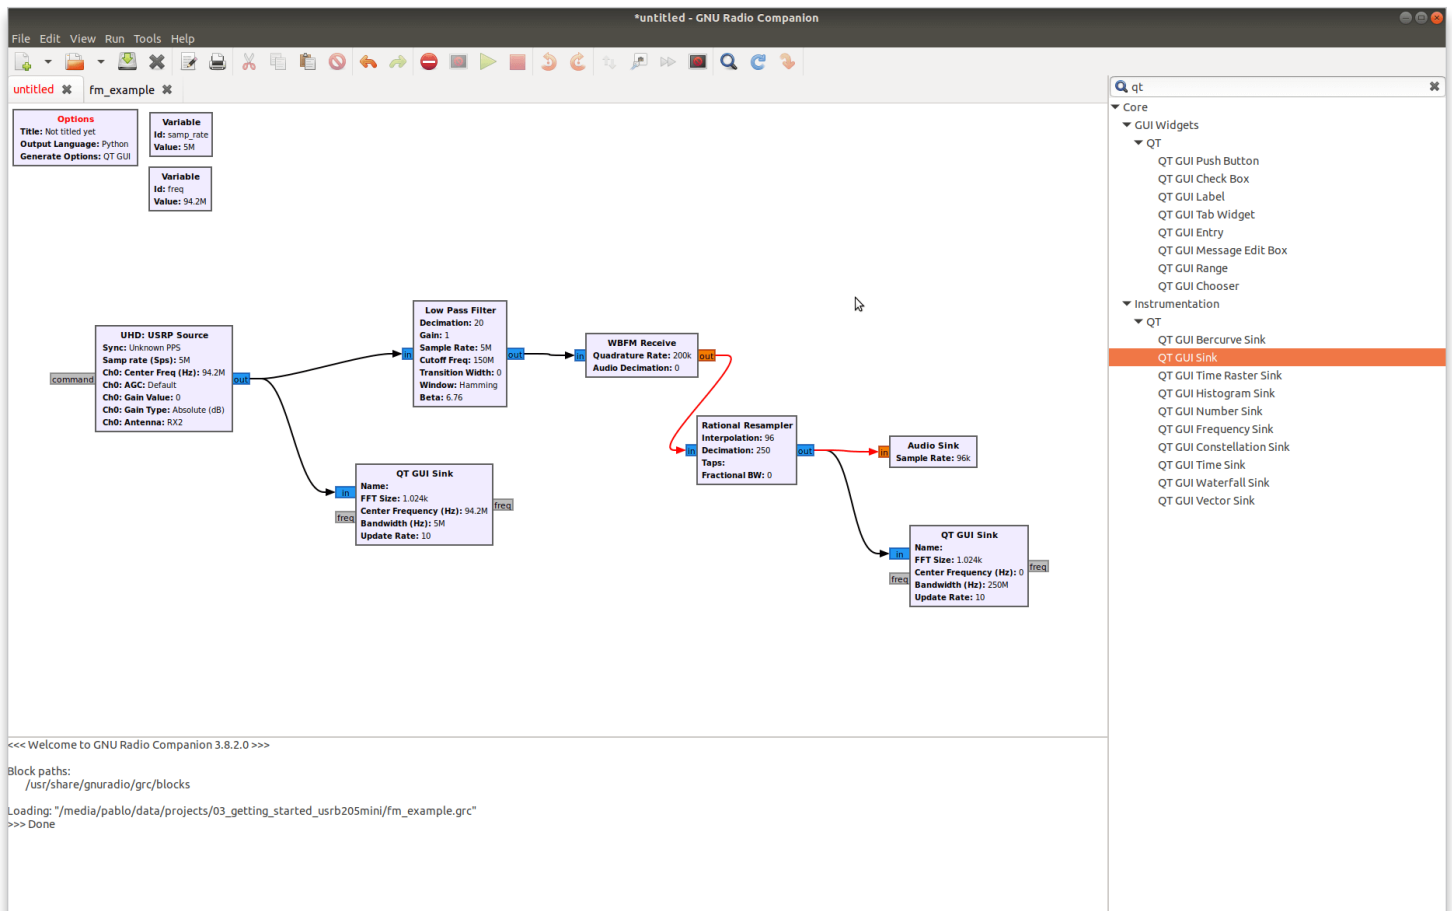 *untitled - GNU Radio Companion
File Edit View Run Tools Help
untitled
fm_example
qt
Options
Title: Not titled yet
Output Language: Python
Generate Options: QT GUI
Variable
Id: samp_rate
Value: 5M
Variable
Id: freq
Value: 94.2M
UHD: USRP Source
Sync: Unknown PPS
Samp rate (Sps): 5M
Ch0: Center Freq (Hz): 94.2M
Ch0: AGC: Default
Ch0: Gain Value: 0
Ch0: Gain Type: Absolute (dB)
Ch0: Antenna: RX2
command
out
Low Pass Filter
Decimation: 20
Gain: 1
Sample Rate: 5M
Cutoff Freq: 150M
Transition Width: 0
Window: Hamming
Beta: 6.76
in
out
WBFM Receive
Quadrature Rate: 200k
Audio Decimation: 0
in
out
Rational Resampler
Interpolation: 96
Decimation: 250
Taps:
Fractional BW: 0
in
out
Audio Sink
Sample Rate: 96k
in
QT GUI Sink
Name:
FFT Size: 1.024k
Center Frequency (Hz): 94.2M
Bandwidth (Hz): 5M
Update Rate: 10
in
freq
freq
QT GUI Sink
Name:
FFT Size: 1.024k
Center Frequency (Hz): 0
Bandwidth (Hz): 250M
Update Rate: 10
in
freq
freq
Core
GUI Widgets
QT
QT GUI Push Button
QT GUI Check Box
QT GUI Label
QT GUI Tab Widget
QT GUI Entry
QT GUI Message Edit Box
QT GUI Range
QT GUI Chooser
Instrumentation
QT
QT GUI Bercurve Sink
QT GUI Sink
QT GUI Time Raster Sink
QT GUI Histogram Sink
QT GUI Number Sink
QT GUI Frequency Sink
QT GUI Constellation Sink
QT GUI Time Sink
QT GUI Waterfall Sink
QT GUI Vector Sink
<<< Welcome to GNU Radio Companion 3.8.2.0 >>>
Block paths:
/usr/share/gnuradio/grc/blocks
Loading: "/media/pablo/data/projects/03_getting_started_usrb205mini/fm_example.grc"
>>> Done